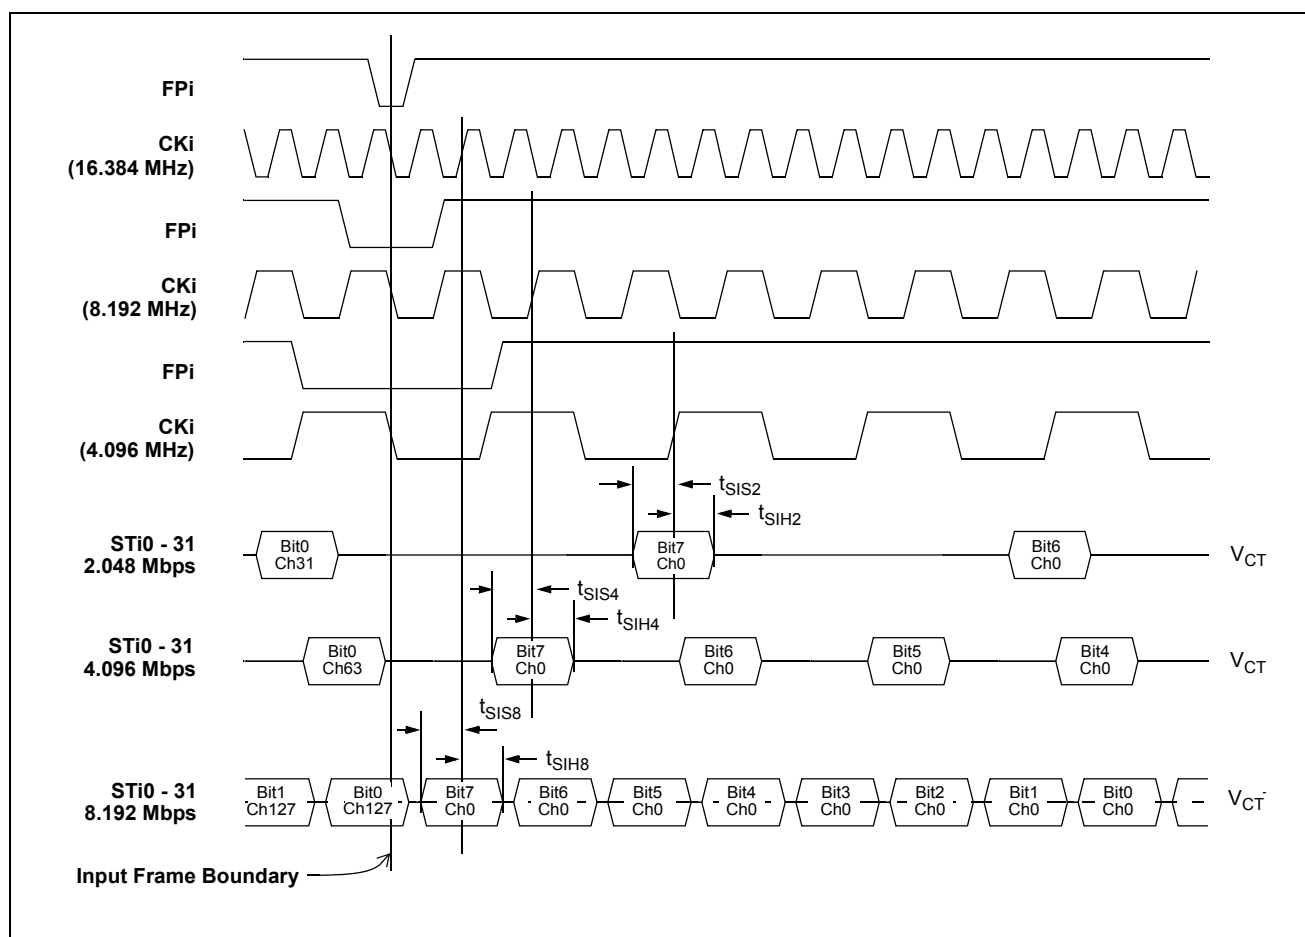 FPi
CKi
(16.384 MHz)
FPi
CKi
(8.192 MHz)
FPi
CKi
(4.096 MHz)
tSIS2
tSIH2
STi0 - 31
2.048 Mbps
Bit0
Ch31
Bit7
Ch0
Bit6
Ch0
VCT
tSIS4
tSIH4
STi0 - 31
4.096 Mbps
Bit0
Ch63
Bit7
Ch0
Bit6
Ch0
Bit5
Ch0
Bit4
Ch0
VCT
tSIS8
tSIH8
STi0 - 31
8.192 Mbps
Bit1
Ch127
Bit0
Ch127
Bit7
Ch0
Bit6
Ch0
Bit5
Ch0
Bit4
Ch0
Bit3
Ch0
Bit2
Ch0
Bit1
Ch0
Bit0
Ch0
VCT
Input Frame Boundary